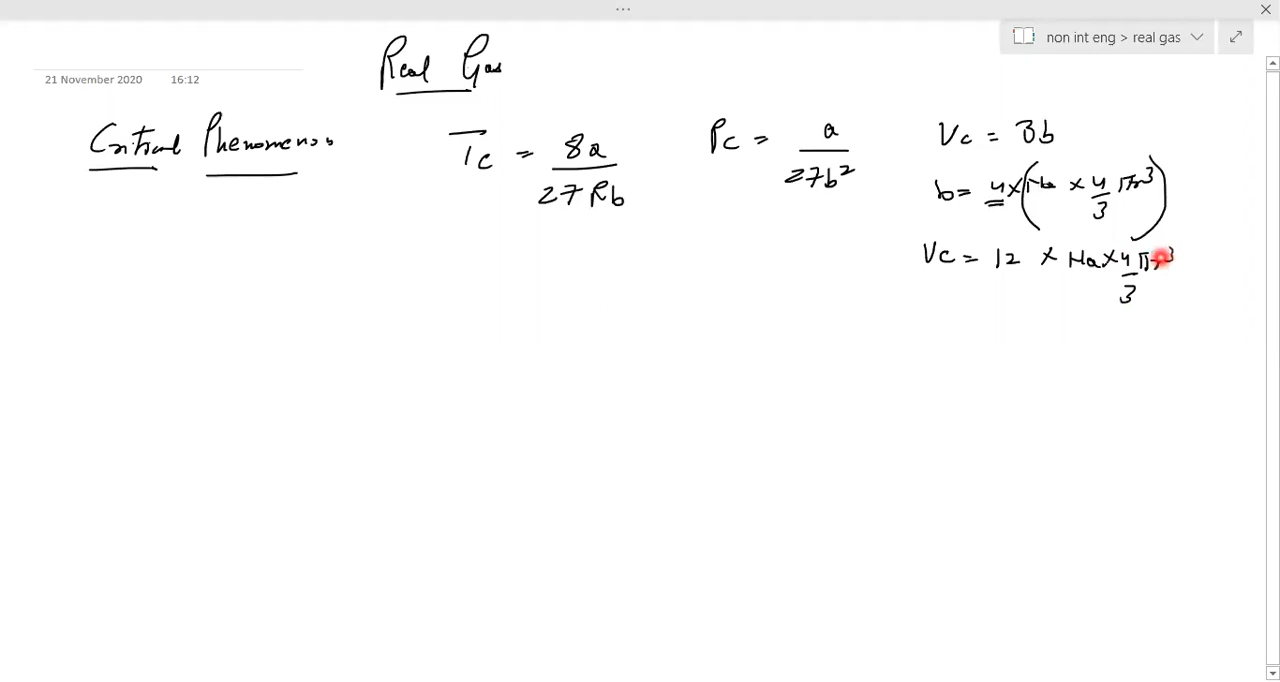 non int eng > real gas
Real Gas
21 November 2020 16:12
Critical Phenomenon
Tc = 8a / 27Rb
Pc = a / 27b²
Vc = 3b
b = 4 × (Na × 4/3 πr³)
Vc = 12 × Na × 4/3 πr³